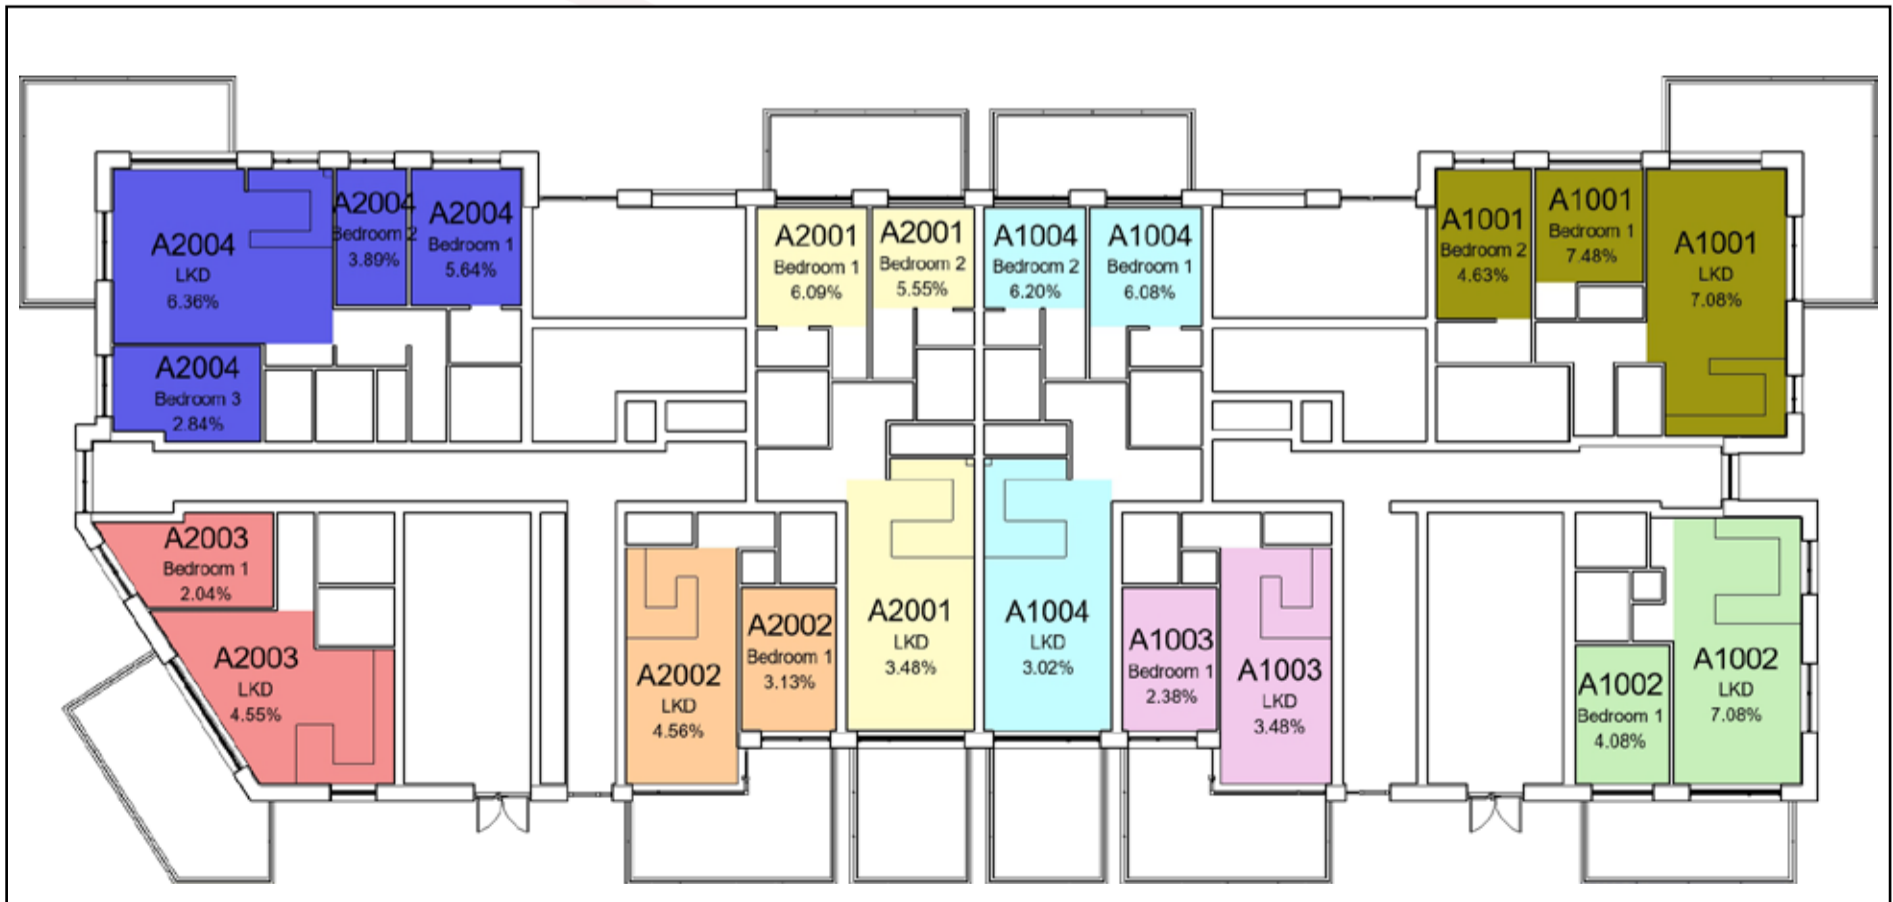 A2004
LKD
6.36%
A2004
Bedroom 2
3.89%
A2004
Bedroom 1
5.64%
A2004
Bedroom 3
2.84%
A2001
Bedroom 1
6.09%
A2001
Bedroom 2
5.55%
A1004
Bedroom 2
6.20%
A1004
Bedroom 1
6.08%
A1001
Bedroom 2
4.63%
A1001
Bedroom 1
7.48%
A1001
LKD
7.08%
A2003
Bedroom 1
2.04%
A2003
LKD
4.55%
A2002
LKD
4.56%
A2002
Bedroom 1
3.13%
A2001
LKD
3.48%
A1004
LKD
3.02%
A1003
Bedroom 1
2.38%
A1003
LKD
3.48%
A1002
Bedroom 1
4.08%
A1002
LKD
7.08%